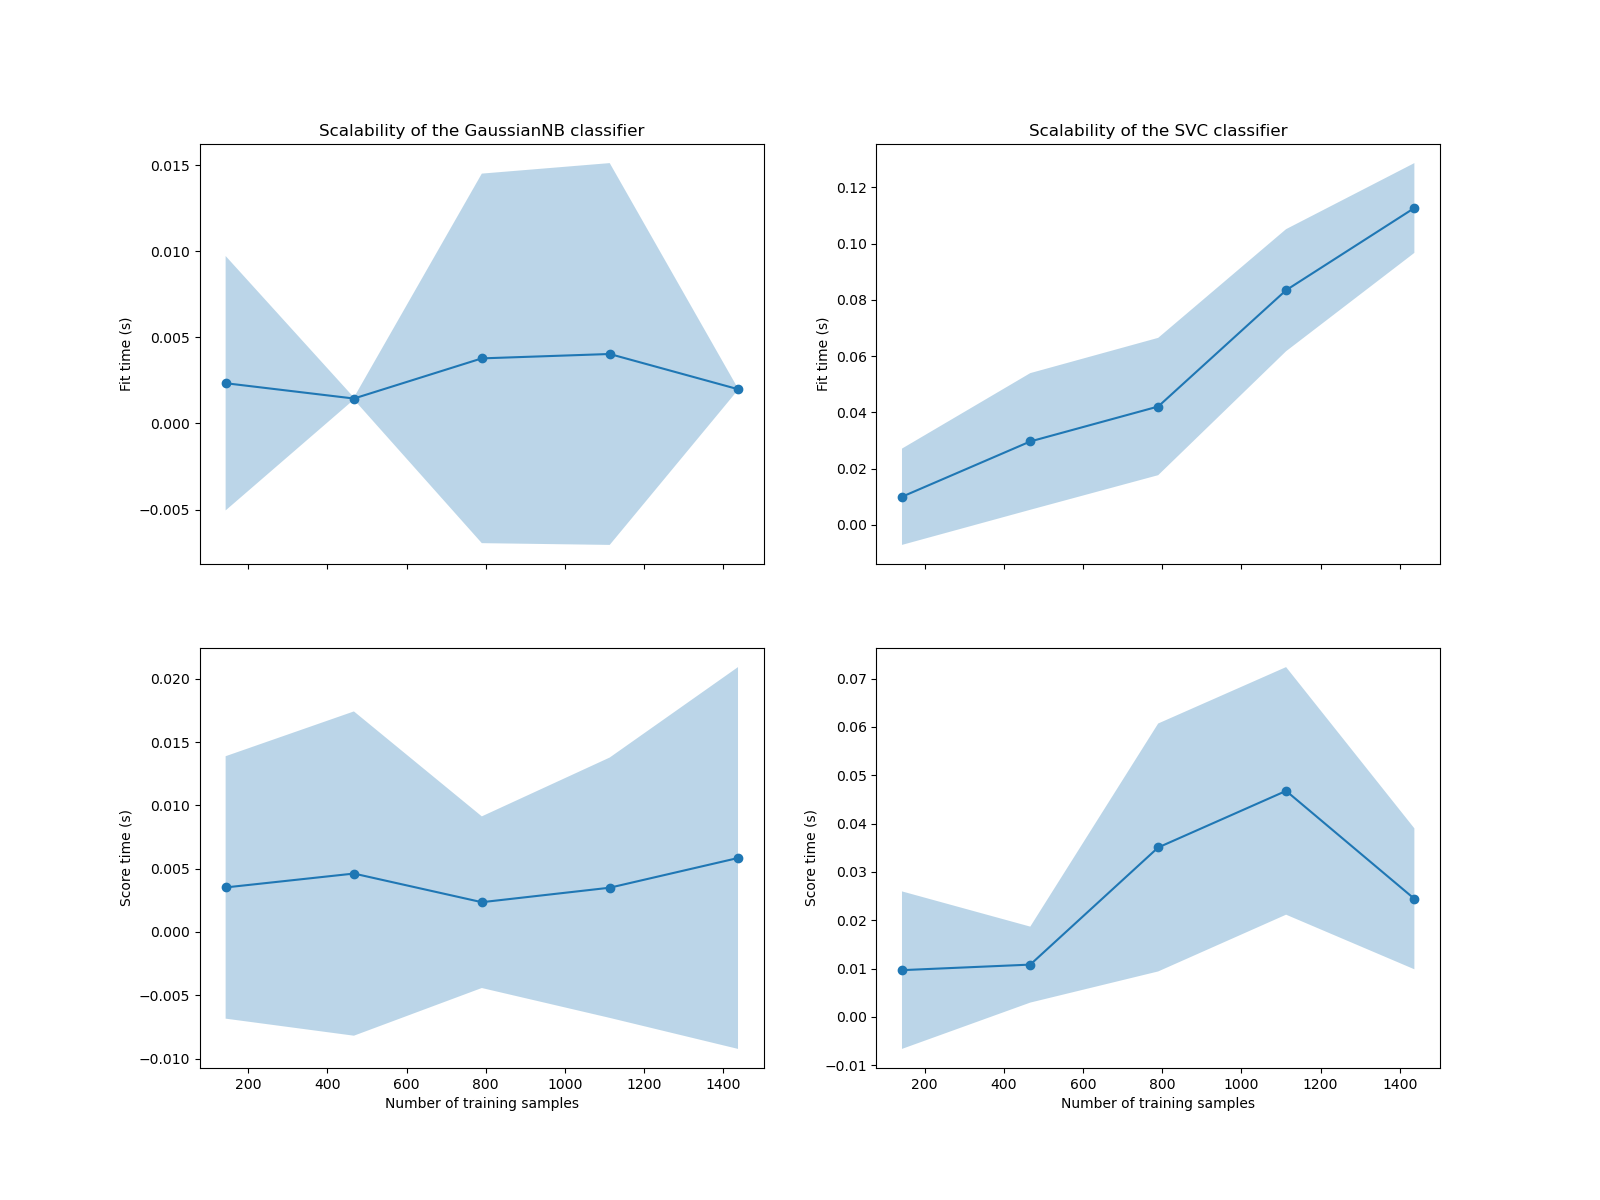 Scalability of the GaussianNB classifier
0.015
0.010
0.005
0.000
−0.005
Fit time (s)
Scalability of the SVC classifier
0.12
0.10
0.08
0.06
0.04
0.02
0.00
Fit time (s)
0.020
0.015
0.010
0.005
0.000
−0.005
−0.010
Score time (s)
200 400 600 800 1000 1200 1400
Number of training samples
0.07
0.06
0.05
0.04
0.03
0.02
0.01
0.00
−0.01
Score time (s)
200 400 600 800 1000 1200 1400
Number of training samples